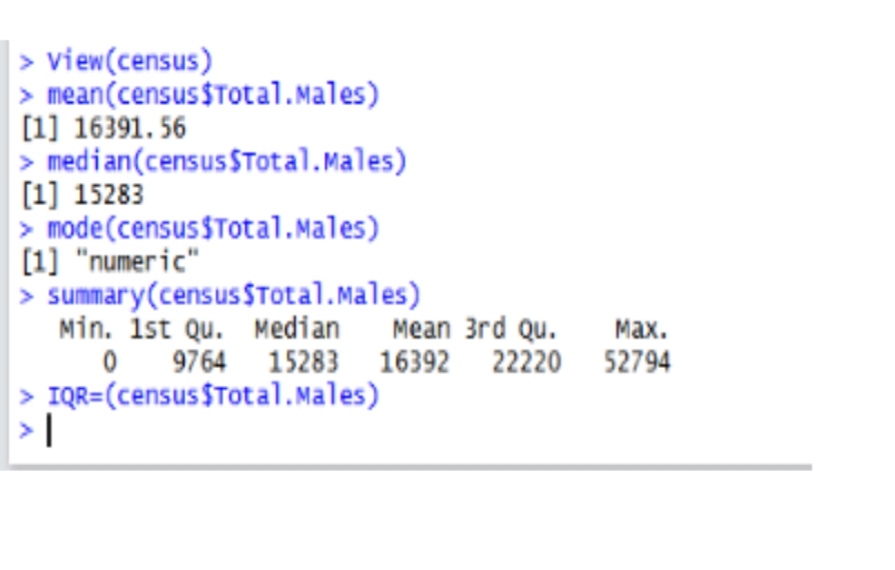 > View(census)
> mean(census$Total.Males)
[1] 16391.56
> median(census$Total.Males)
[1] 15283
> mode(census$Total.Males)
[1] "numeric"
> summary(census$Total.Males)
Min. 1st Qu. Median Mean 3rd Qu. Max.
0 9764 15283 16392 22220 52794
> IQR=(census$Total.Males)
>